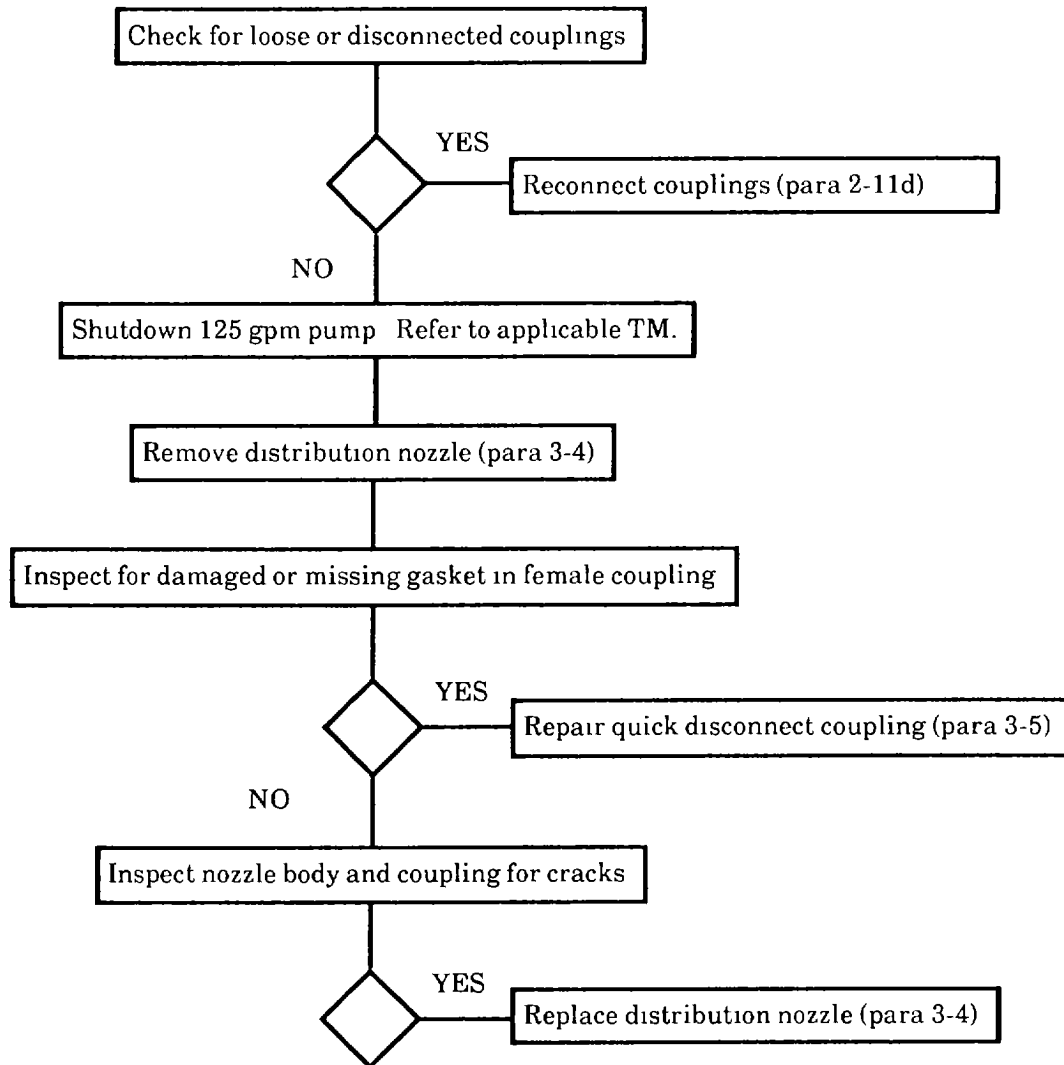 Check for loose or disconnected couplings
YES
Reconnect couplings (para 2-11d)
NO
Shutdown 125 gpm pump Refer to applicable TM.
Remove distribution nozzle (para 3-4)
Inspect for damaged or missing gasket in female coupling
YES
Repair quick disconnect coupling (para 3-5)
NO
Inspect nozzle body and coupling for cracks
YES
Replace distribution nozzle (para 3-4)